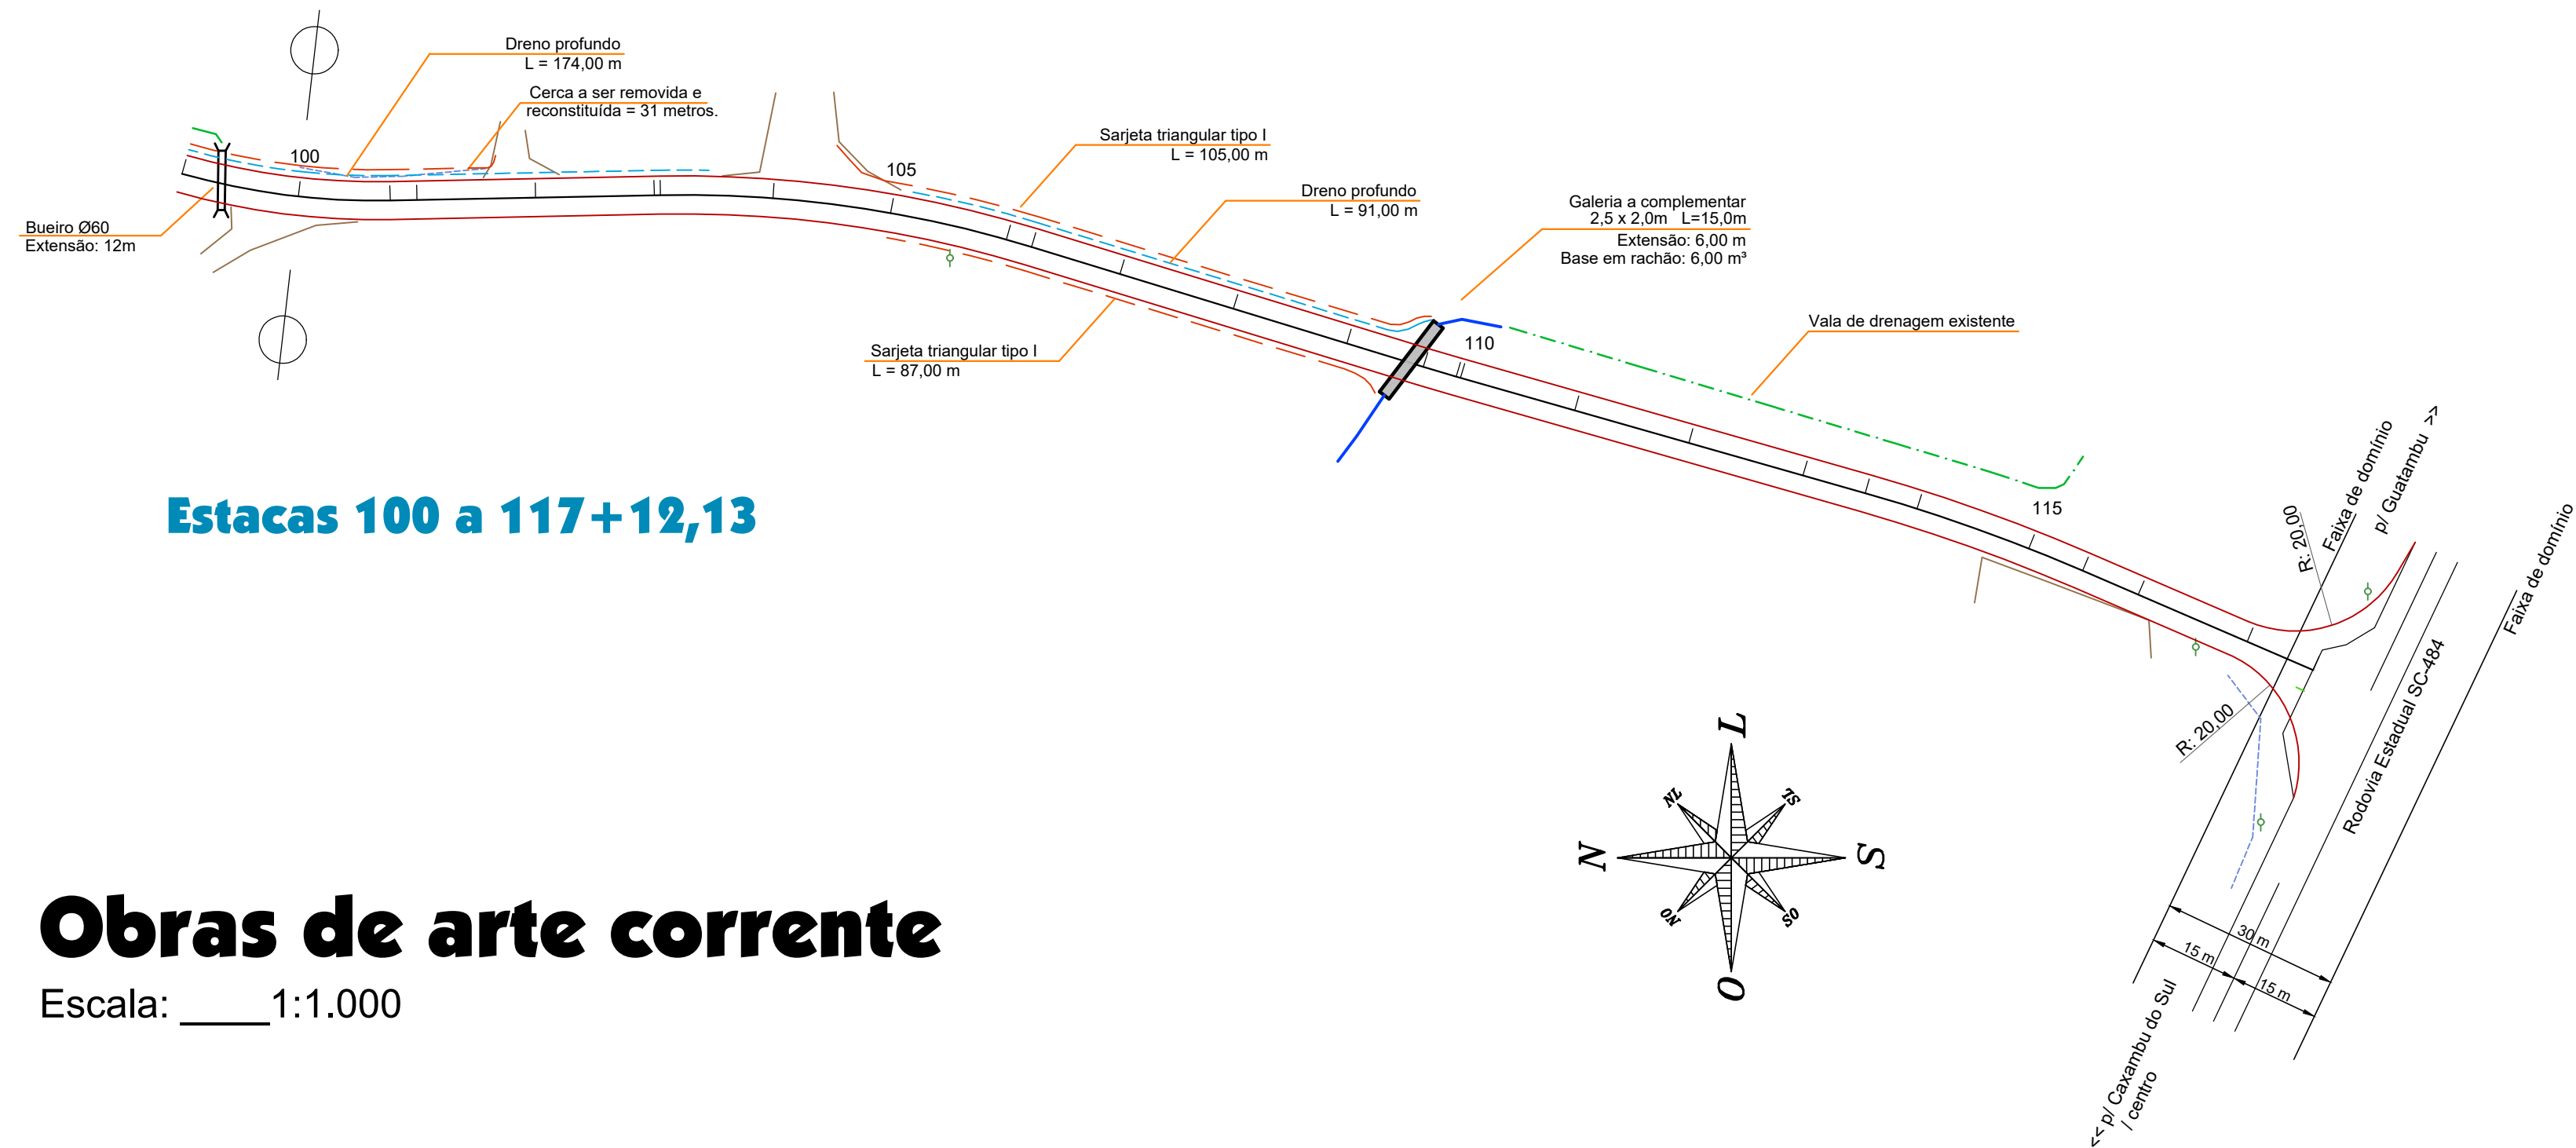 Dreno profundo
L = 174,00 m
Cerca a ser removida e
reconstituída = 31 metros.
100
Bueiro Ø60
Extensão: 12m
105
Sarjeta triangular tipo I
L = 105,00 m
Dreno profundo
L = 91,00 m
Galeria a complementar
2,5 x 2,0m   L=15,0m
Extensão: 6,00 m
Base em rachão: 6,00 m³
Sarjeta triangular tipo I
L = 87,00 m
110
Vala de drenagem existente
115
R: 20,00
Faixa de domínio
p/ Guatambu >>
Faixa de domínio
Rodovia Estadual SC-484
R: 20,00
30 m
15 m
15 m
<< p/ Caxambu do Sul
/ centro
Estacas 100 a 117+12,13
L
NL
SL
N
S
NO
SO
O
Obras de arte corrente
Escala: ____1:1.000